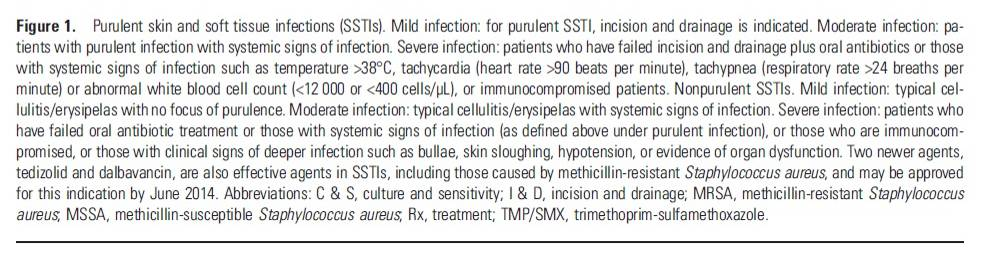 Figure 1. Purulent skin and soft tissue infections (SSTIs). Mild infection: for purulent SSTI, incision and drainage is indicated. Moderate infection: pa-
tients with purulent infection with systemic signs of infection. Severe infection: patients who have failed incision and drainage plus oral antibiotics or those
with systemic signs of infection such as temperature >38°C, tachycardia (heart rate >90 beats per minute), tachypnea (respiratory rate >24 breaths per
minute) or abnormal white blood cell count (<12 000 or <400 cells/µL), or immunocompromised patients. Nonpurulent SSTIs. Mild infection: typical cel-
lulitis/erysipelas with no focus of purulence. Moderate infection: typical cellulitis/erysipelas with systemic signs of infection. Severe infection: patients who
have failed oral antibiotic treatment or those with systemic signs of infection (as defined above under purulent infection), or those who are immunocom-
promised, or those with clinical signs of deeper infection such as bullae, skin sloughing, hypotension, or evidence of organ dysfunction. Two newer agents,
tedizolid and dalbavancin, are also effective agents in SSTIs, including those caused by methicillin-resistant Staphylococcus aureus, and may be approved
for this indication by June 2014. Abbreviations: C & S, culture and sensitivity; I & D, incision and drainage; MRSA, methicillin-resistant Staphylococcus
aureus; MSSA, methicillin-susceptible Staphylococcus aureus; Rx, treatment; TMP/SMX, trimethoprim-sulfamethoxazole.